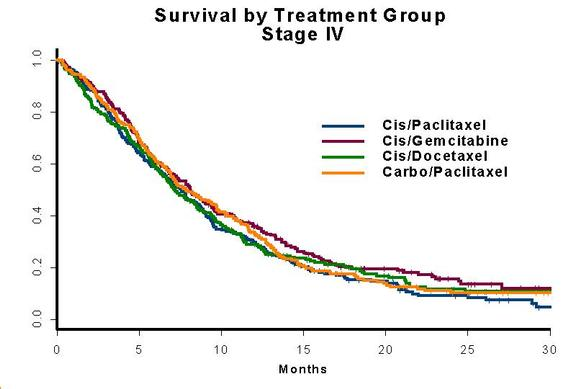 Survival by Treatment Group
Stage IV
1.0
0.8
0.6
0.4
0.2
0.0
Cis/Paclitaxel
Cis/Gemcitabine
Cis/Docetaxel
Carbo/Paclitaxel
0 5 10 15 20 25 30
Months